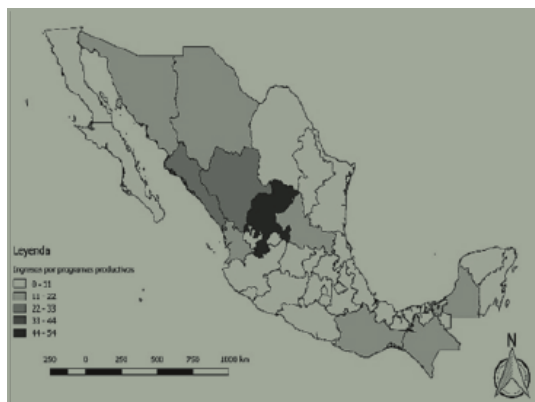 Leyenda
Ingresos por programas productivos
0 - 11
11 - 22
22 - 33
33 - 44
44 - 54
250 0 250 500 750 1000 km
N